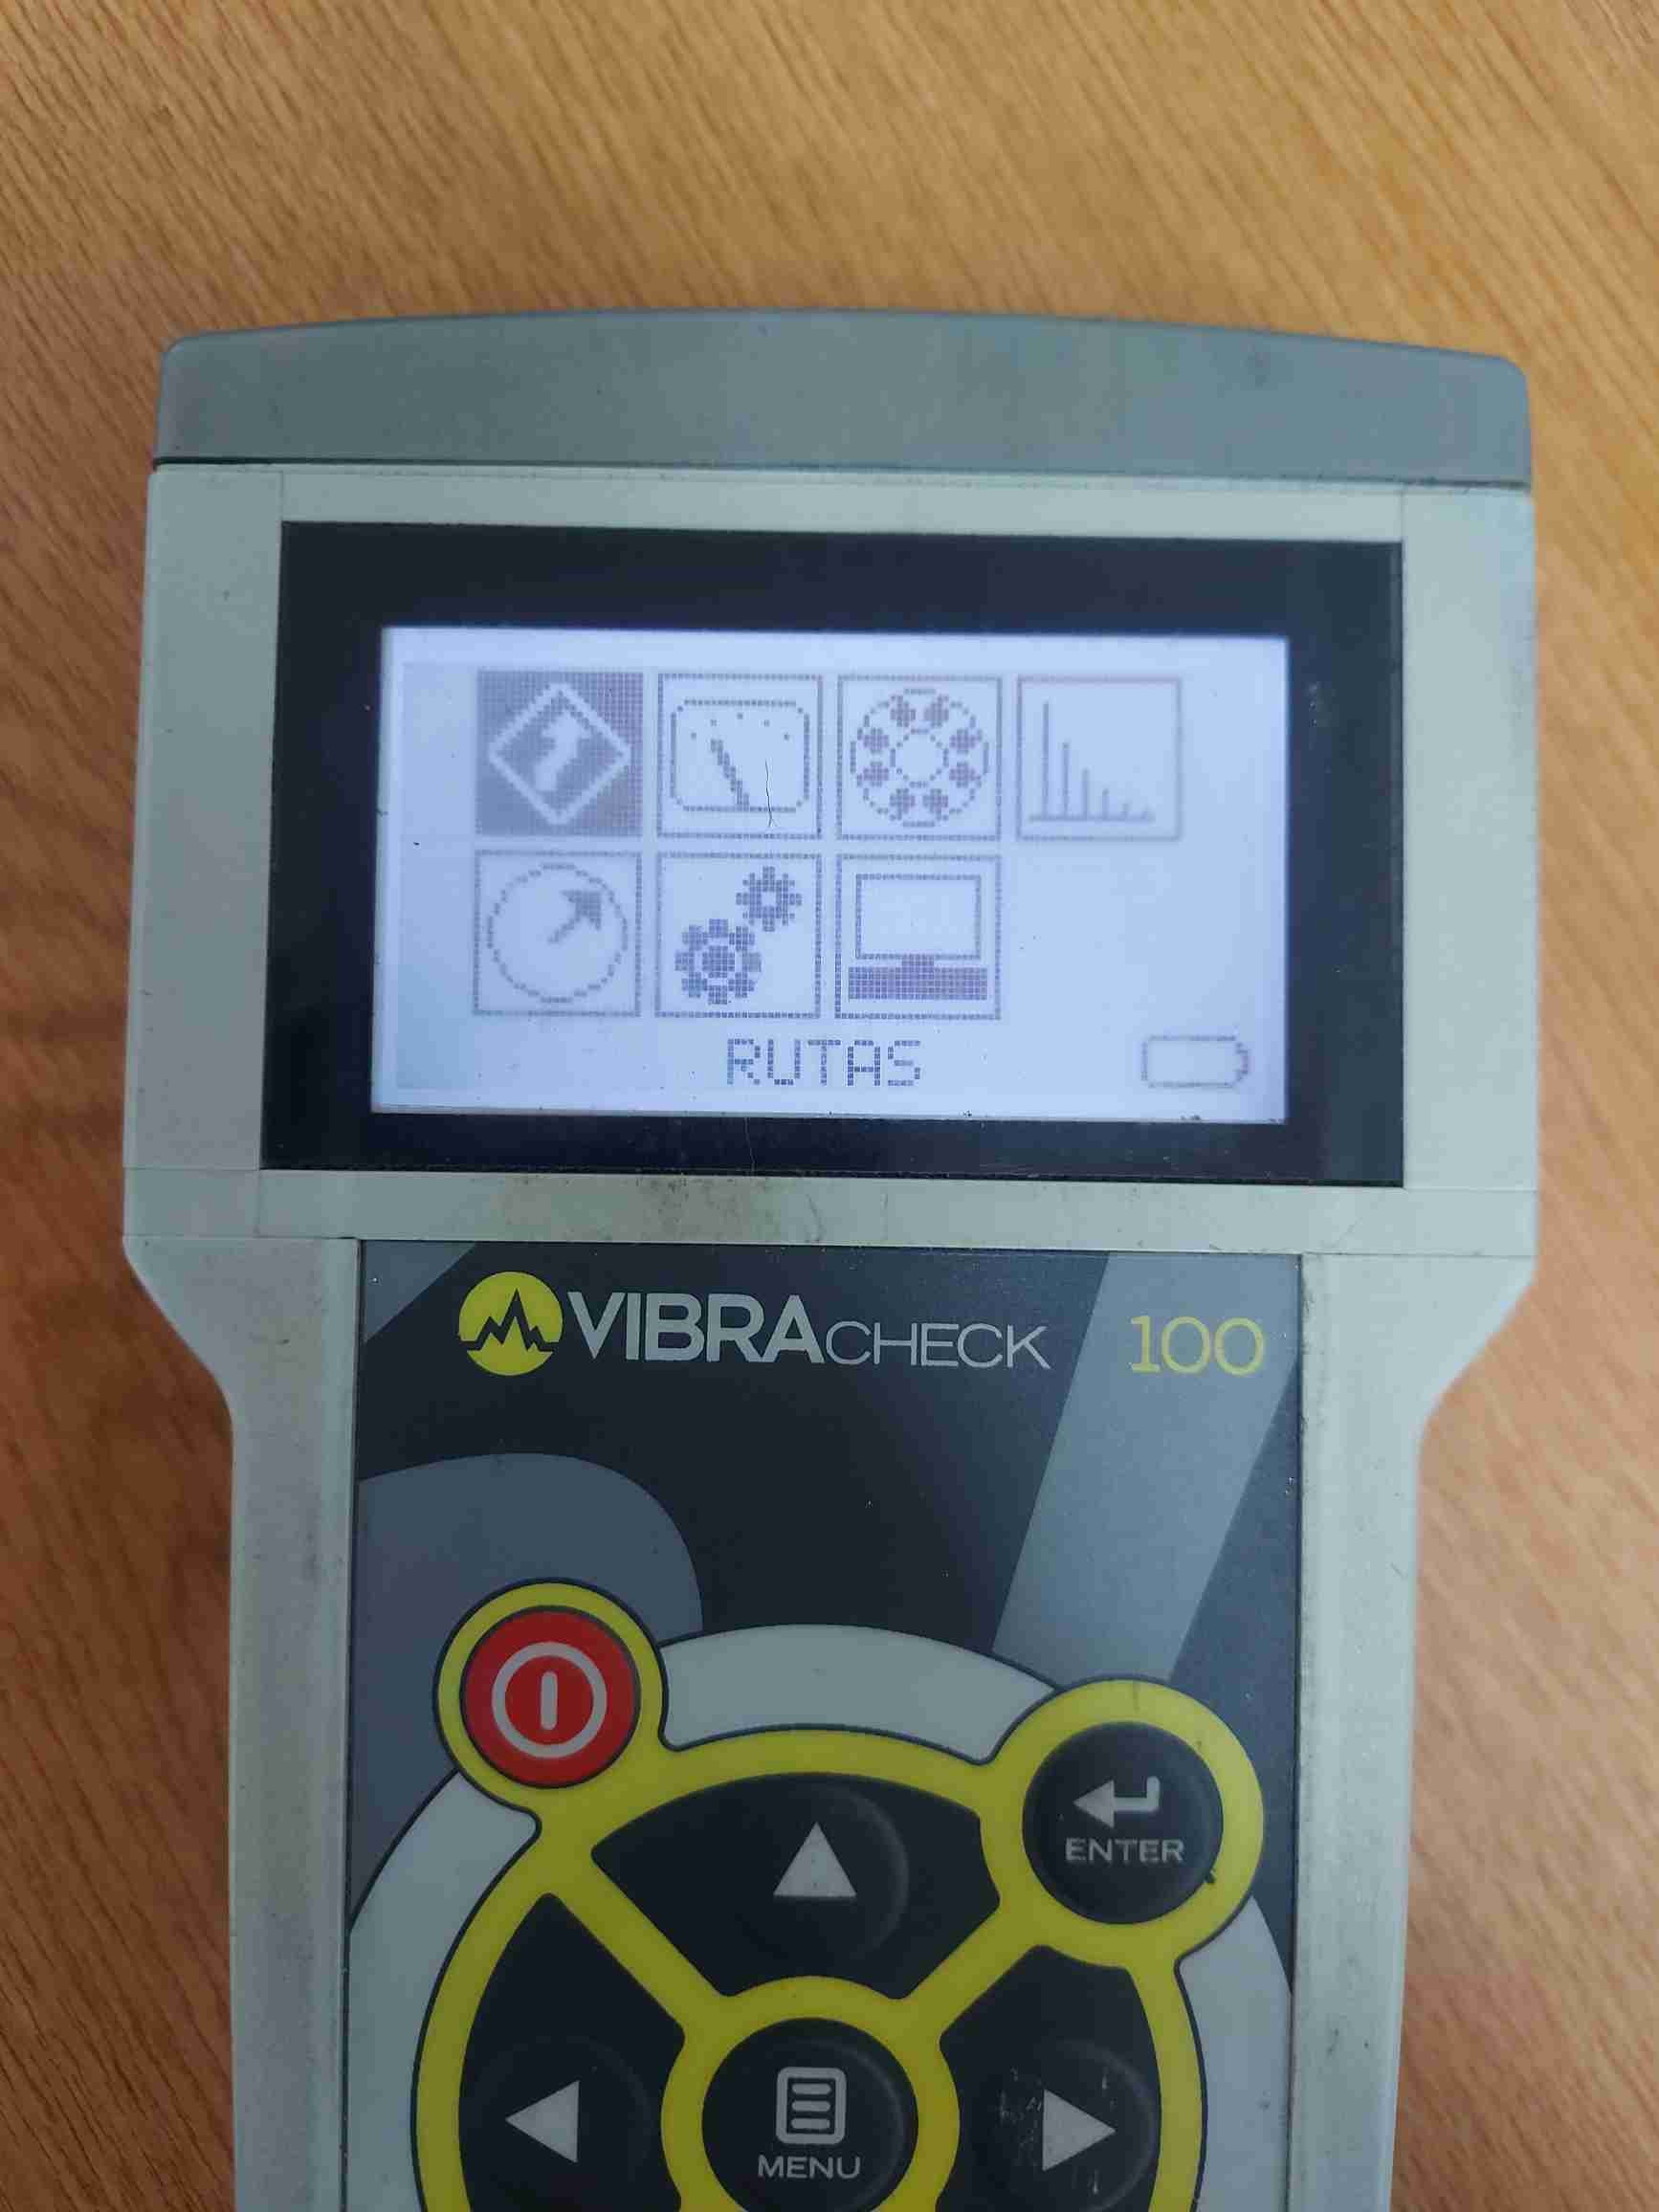 RUTAS
VIBRACHECK 100
ENTER
MENU